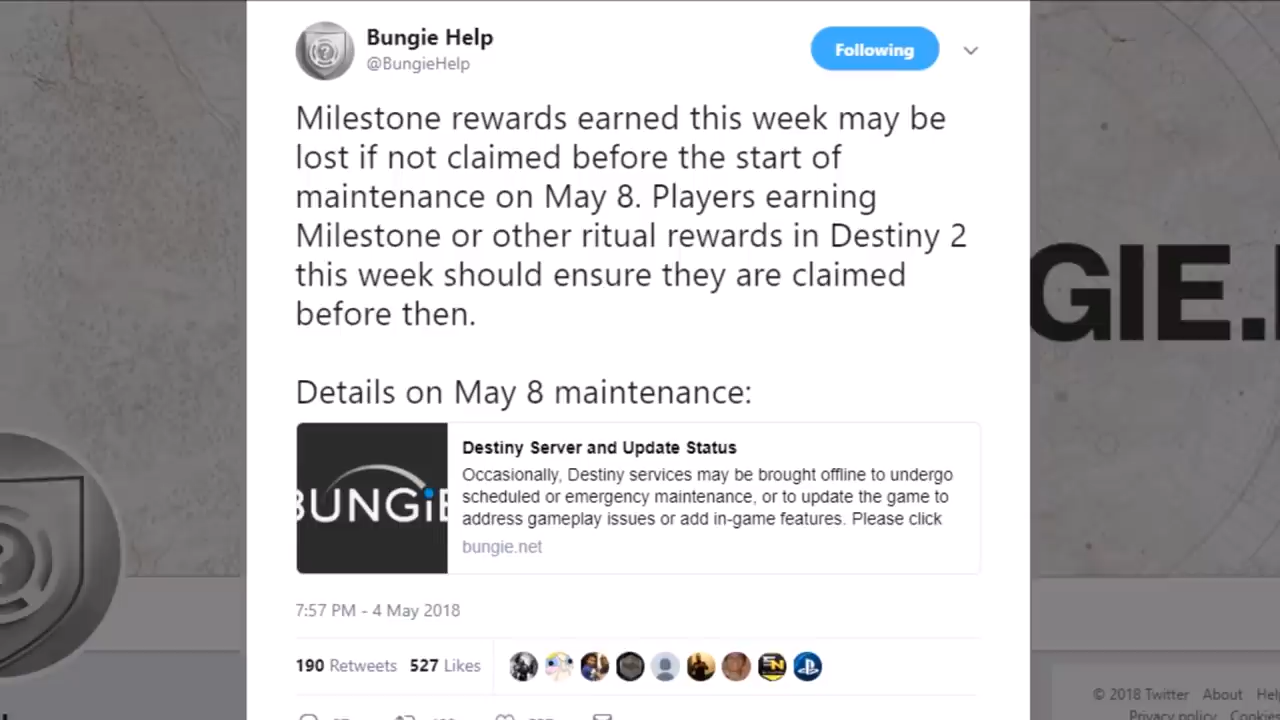 Bungie Help
@BungieHelp
Following
Milestone rewards earned this week may be
lost if not claimed before the start of
maintenance on May 8. Players earning
Milestone or other ritual rewards in Destiny 2
this week should ensure they are claimed
before then.
Details on May 8 maintenance:
BUNGiE
Destiny Server and Update Status
Occasionally, Destiny services may be brought offline to undergo
scheduled or emergency maintenance, or to update the game to
address gameplay issues or add in-game features. Please click
bungie.net
7:57 PM - 4 May 2018
190 Retweets 527 Likes
GIE.
© 2018 Twitter About Hel
Privacy policy Cookies